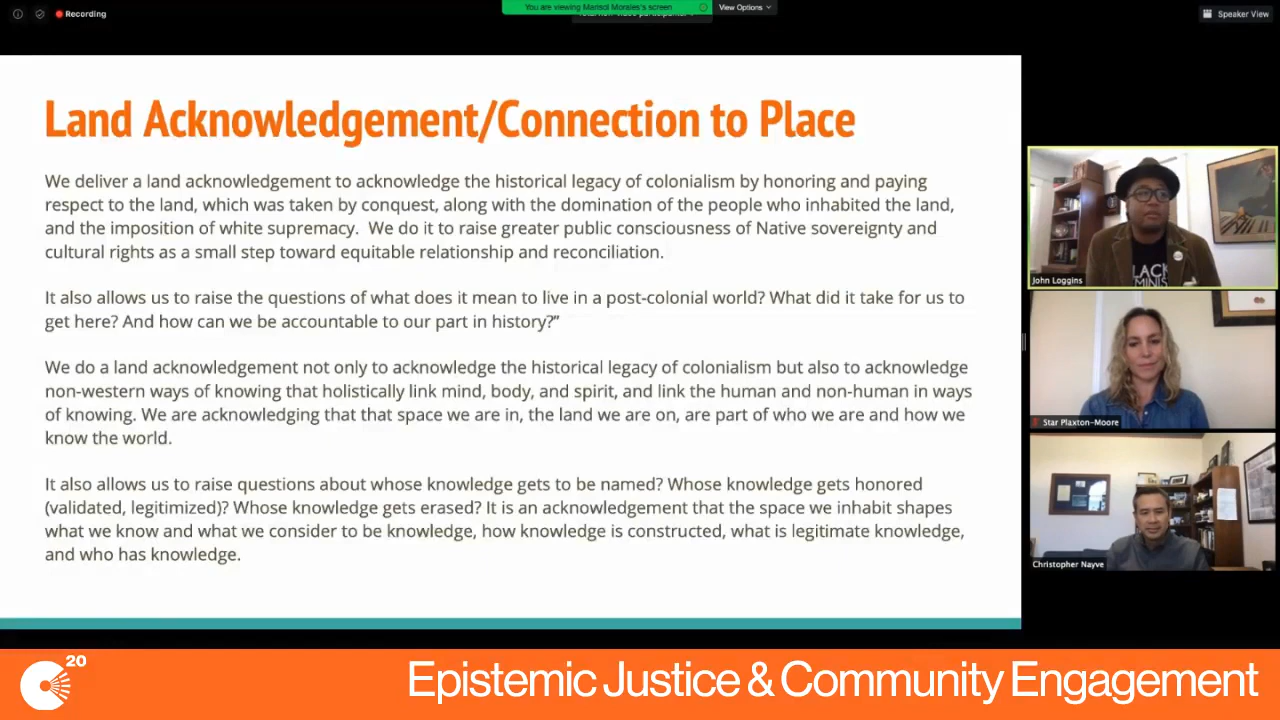 Recording
You are viewing Marisol Morales's screen
View Options
Speaker View
Land Acknowledgement/Connection to Place
We deliver a land acknowledgement to acknowledge the historical legacy of colonialism by honoring and paying
respect to the land, which was taken by conquest, along with the domination of the people who inhabited the land,
and the imposition of white supremacy.  We do it to raise greater public consciousness of Native sovereignty and
cultural rights as a small step toward equitable relationship and reconciliation.
It also allows us to raise the questions of what does it mean to live in a post-colonial world? What did it take for us to
get here? And how can we be accountable to our part in history?”
We do a land acknowledgement not only to acknowledge the historical legacy of colonialism but also to acknowledge
non-western ways of knowing that holistically link mind, body, and spirit, and link the human and non-human in ways
of knowing. We are acknowledging that that space we are in, the land we are on, are part of who we are and how we
know the world.
It also allows us to raise questions about whose knowledge gets to be named? Whose knowledge gets honored
(validated, legitimized)? Whose knowledge gets erased? It is an acknowledgement that the space we inhabit shapes
what we know and what we consider to be knowledge, how knowledge is constructed, what is legitimate knowledge,
and who has knowledge.
BLACK
John Loggins
Star Plaxton-Moore
Christopher Nayve
20
Epistemic Justice & Community Engagement